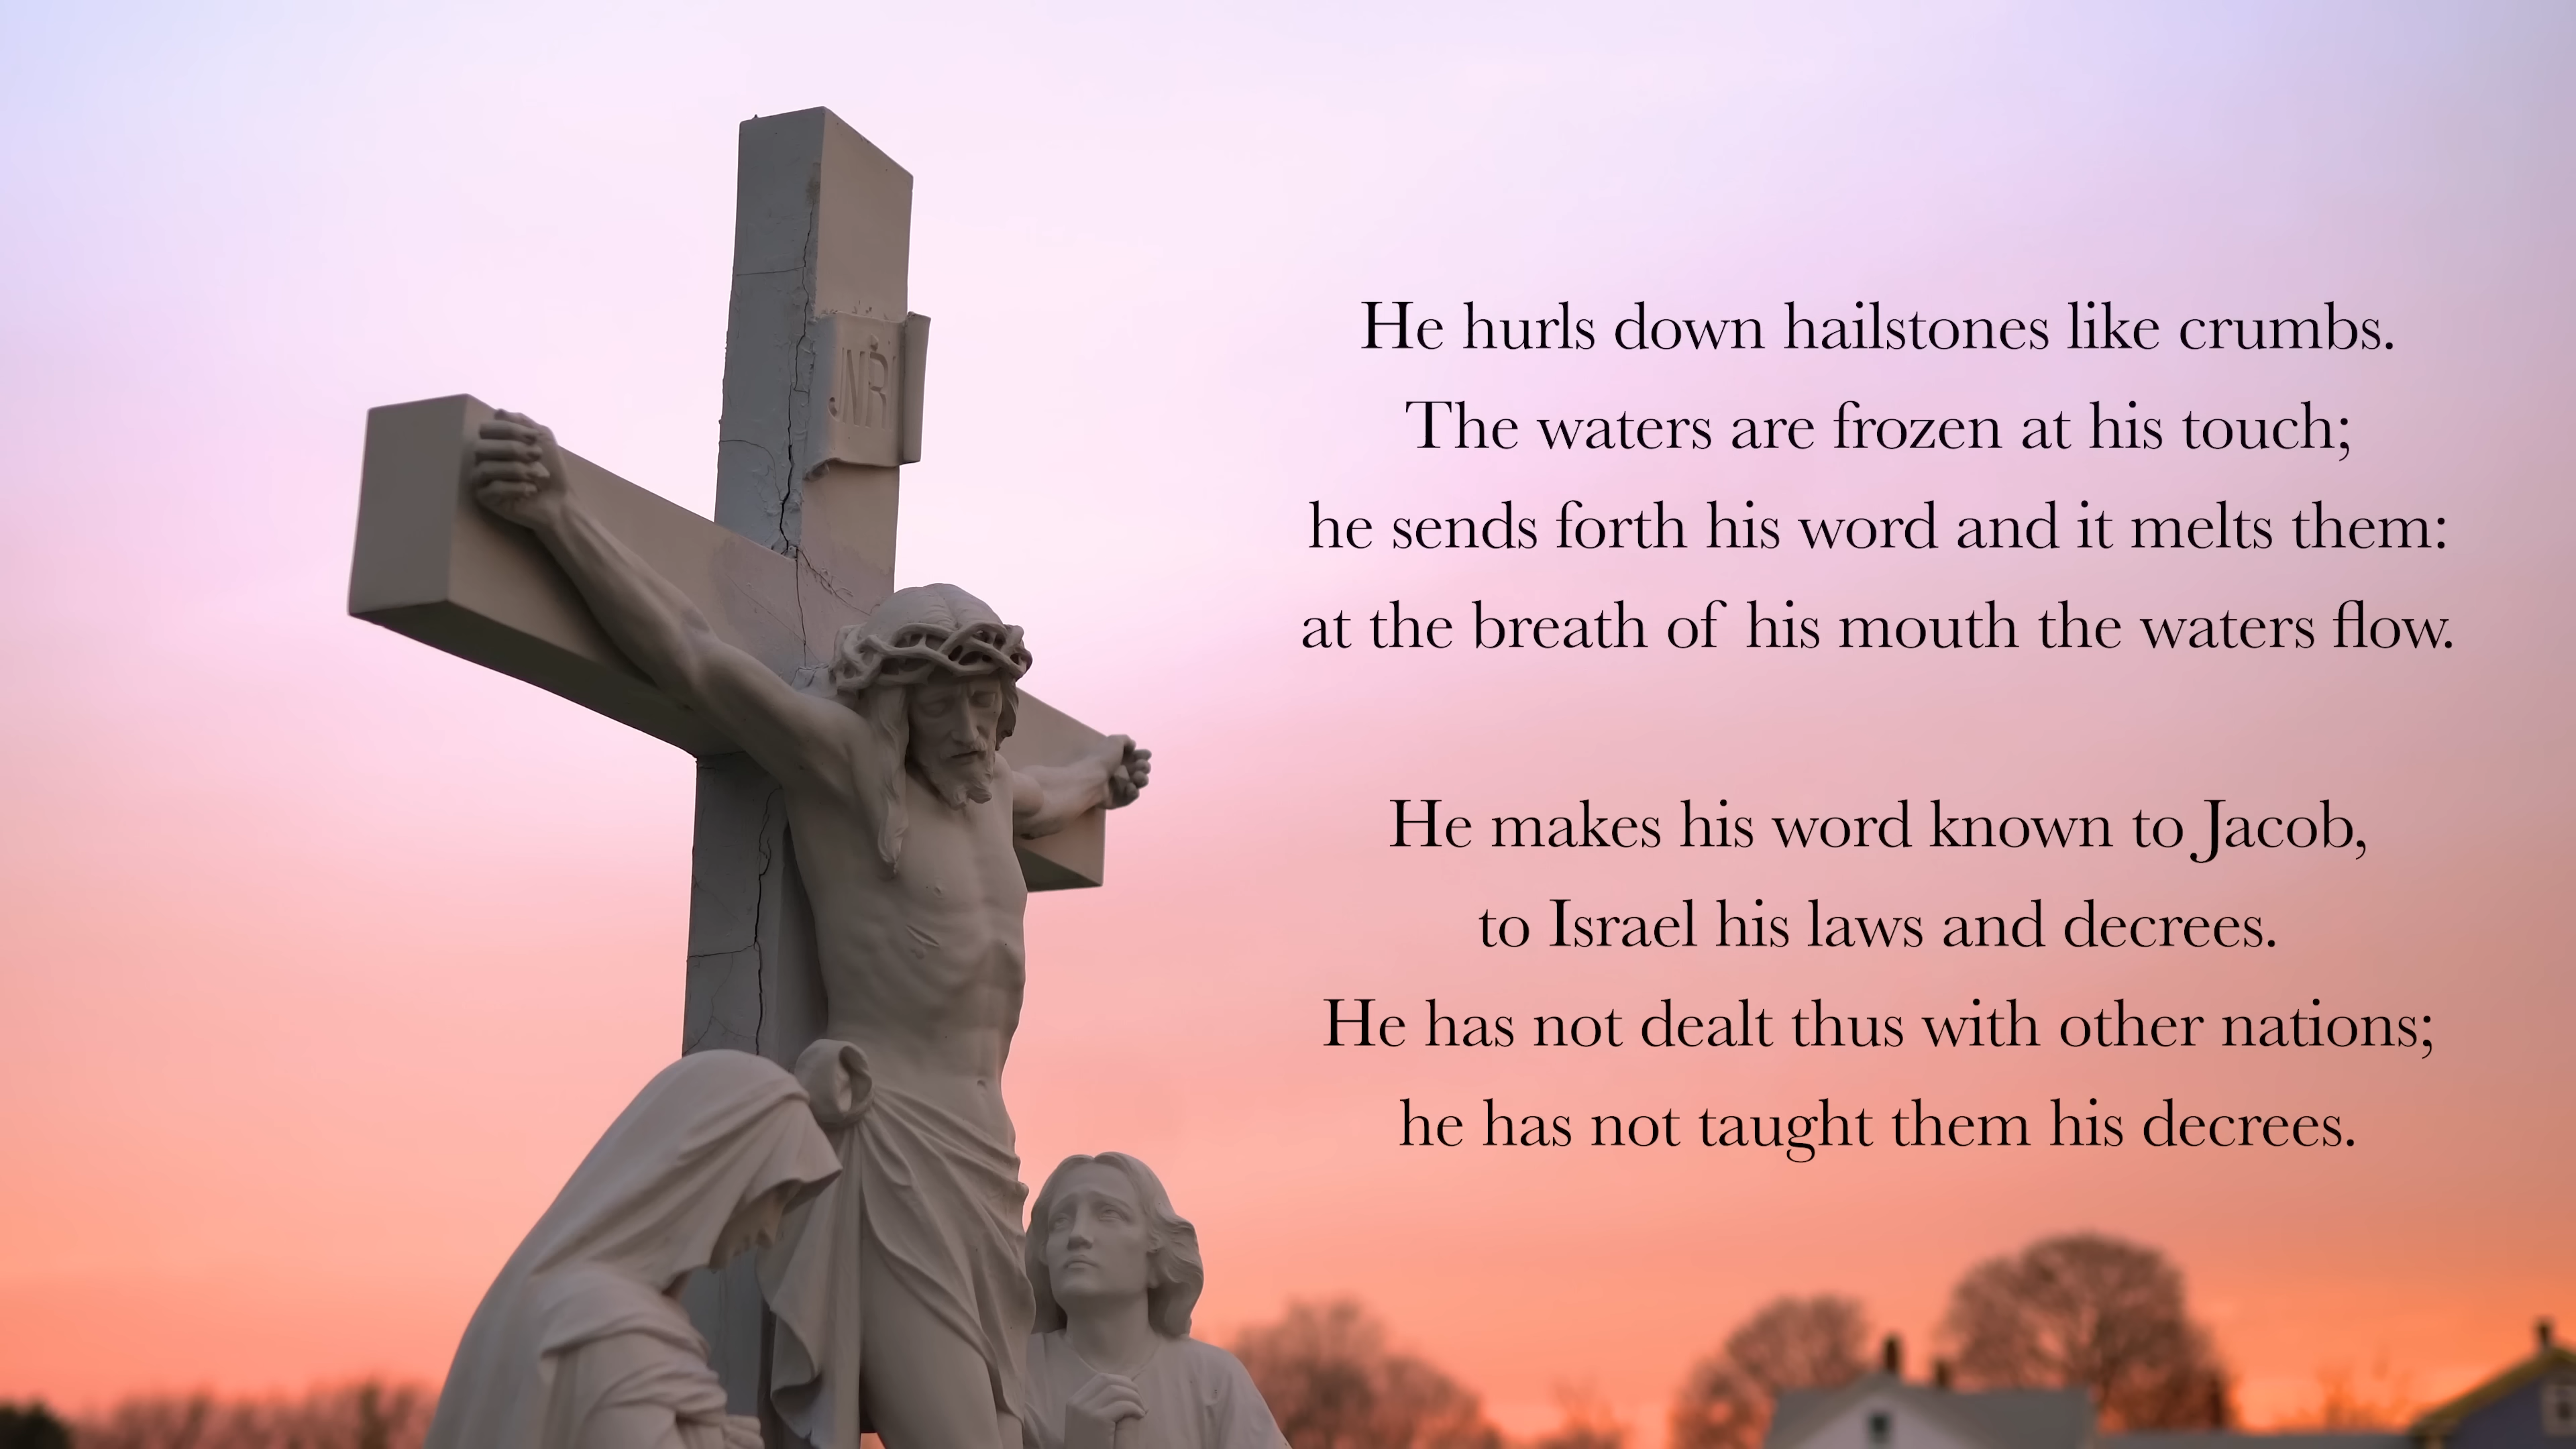 JNRI
He hurls down hailstones like crumbs.
The waters are frozen at his touch;
he sends forth his word and it melts them:
at the breath of his mouth the waters flow.
He makes his word known to Jacob,
to Israel his laws and decrees.
He has not dealt thus with other nations;
he has not taught them his decrees.